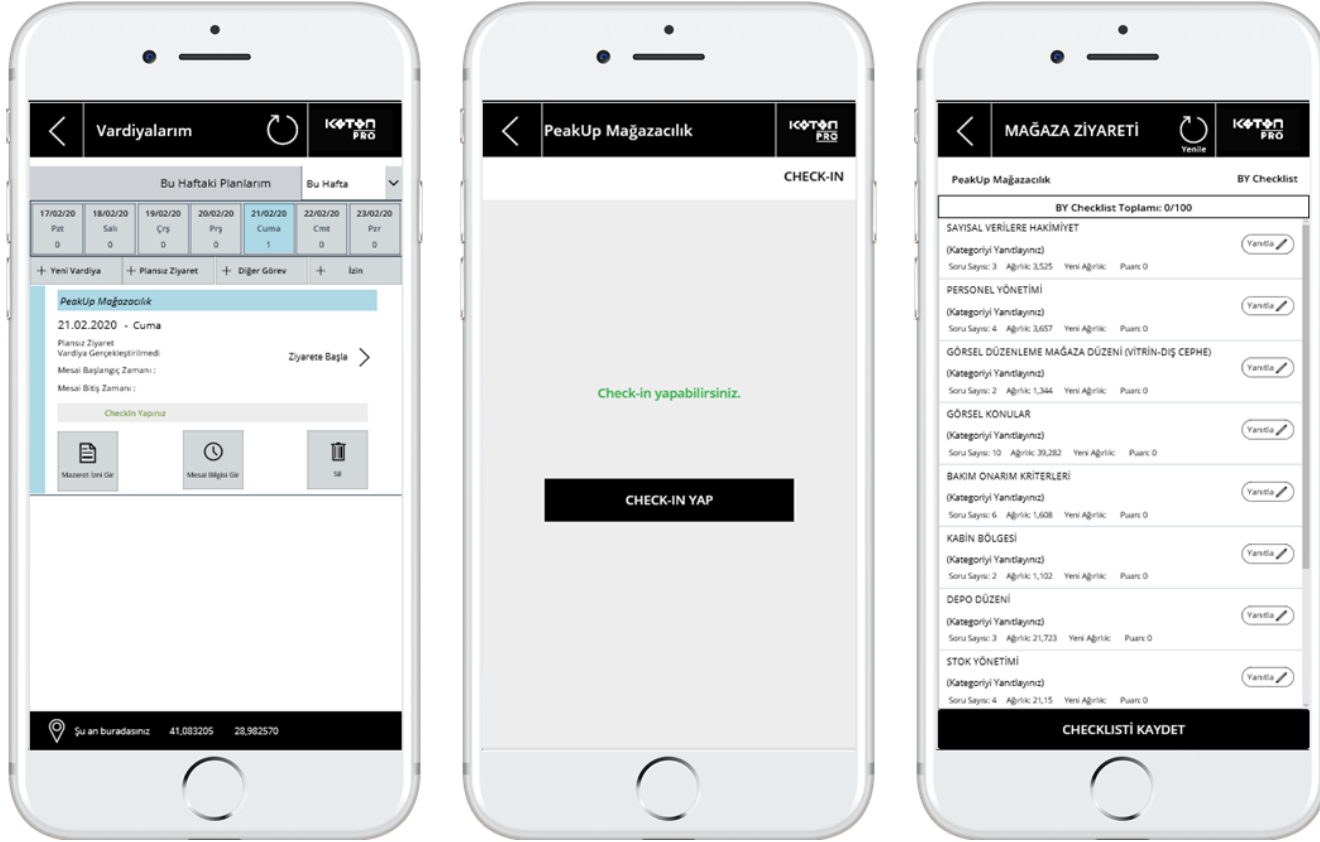 Vardiyalarım
KOTON
PRO
Bu Haftaki Planlarım
Bu Hafta
17/02/20 18/02/20 19/02/20 20/02/20 21/02/20 22/02/20 23/02/20
Pzt Salı Çrş Prş Cuma Cmt Pzr
0 0 0 0 1 0 0
+ Yeni Vardiya + Plansız Ziyaret + Diğer Görev + İzin
PeakUp Mağazacılık
21.02.2020 - Cuma
Plansız Ziyaret
Vardiya Gerçekleştirilmedi
Ziyarete Başla
Mesai Başlangıç Zamanı :
Mesai Bitiş Zamanı :
CheckIn Yapınız
Mazeret İzni Gir Mesai Bilgisi Gir Sil
Şu an buradasınız 41,083205 28,982570
PeakUp Mağazacılık
KOTON
PRO
CHECK-IN
Check-in yapabilirsiniz.
CHECK-IN YAP
MAĞAZA ZİYARETİ
Yenile
KOTON
PRO
PeakUp Mağazacılık BY Checklist
BY Checklist Toplamı: 0/100
SAYISAL VERİLERE HAKİMİYET
(Kategoriyi Yanıtlayınız)
Yanıtla
Soru Sayısı: 3 Ağırlık: 3,525 Yeni Ağırlık: Puan: 0
PERSONEL YÖNETİMİ
(Kategoriyi Yanıtlayınız)
Yanıtla
Soru Sayısı: 4 Ağırlık: 3,657 Yeni Ağırlık: Puan: 0
GÖRSEL DÜZENLEME MAĞAZA DÜZENİ (VİTRİN-DIŞ CEPHE)
(Kategoriyi Yanıtlayınız)
Yanıtla
Soru Sayısı: 2 Ağırlık: 1,344 Yeni Ağırlık: Puan: 0
GÖRSEL KONULAR
(Kategoriyi Yanıtlayınız)
Yanıtla
Soru Sayısı: 10 Ağırlık: 39,282 Yeni Ağırlık: Puan: 0
BAKIM ONARIM KRİTERLERİ
(Kategoriyi Yanıtlayınız)
Yanıtla
Soru Sayısı: 6 Ağırlık: 1,608 Yeni Ağırlık: Puan: 0
KABİN BÖLGESİ
(Kategoriyi Yanıtlayınız)
Yanıtla
Soru Sayısı: 2 Ağırlık: 1,102 Yeni Ağırlık: Puan: 0
DEPO DÜZENİ
(Kategoriyi Yanıtlayınız)
Yanıtla
Soru Sayısı: 3 Ağırlık: 21,723 Yeni Ağırlık: Puan: 0
STOK YÖNETİMİ
(Kategoriyi Yanıtlayınız)
Yanıtla
Soru Sayısı: 4 Ağırlık: 21,15 Yeni Ağırlık: Puan: 0
CHECKLİSTİ KAYDET